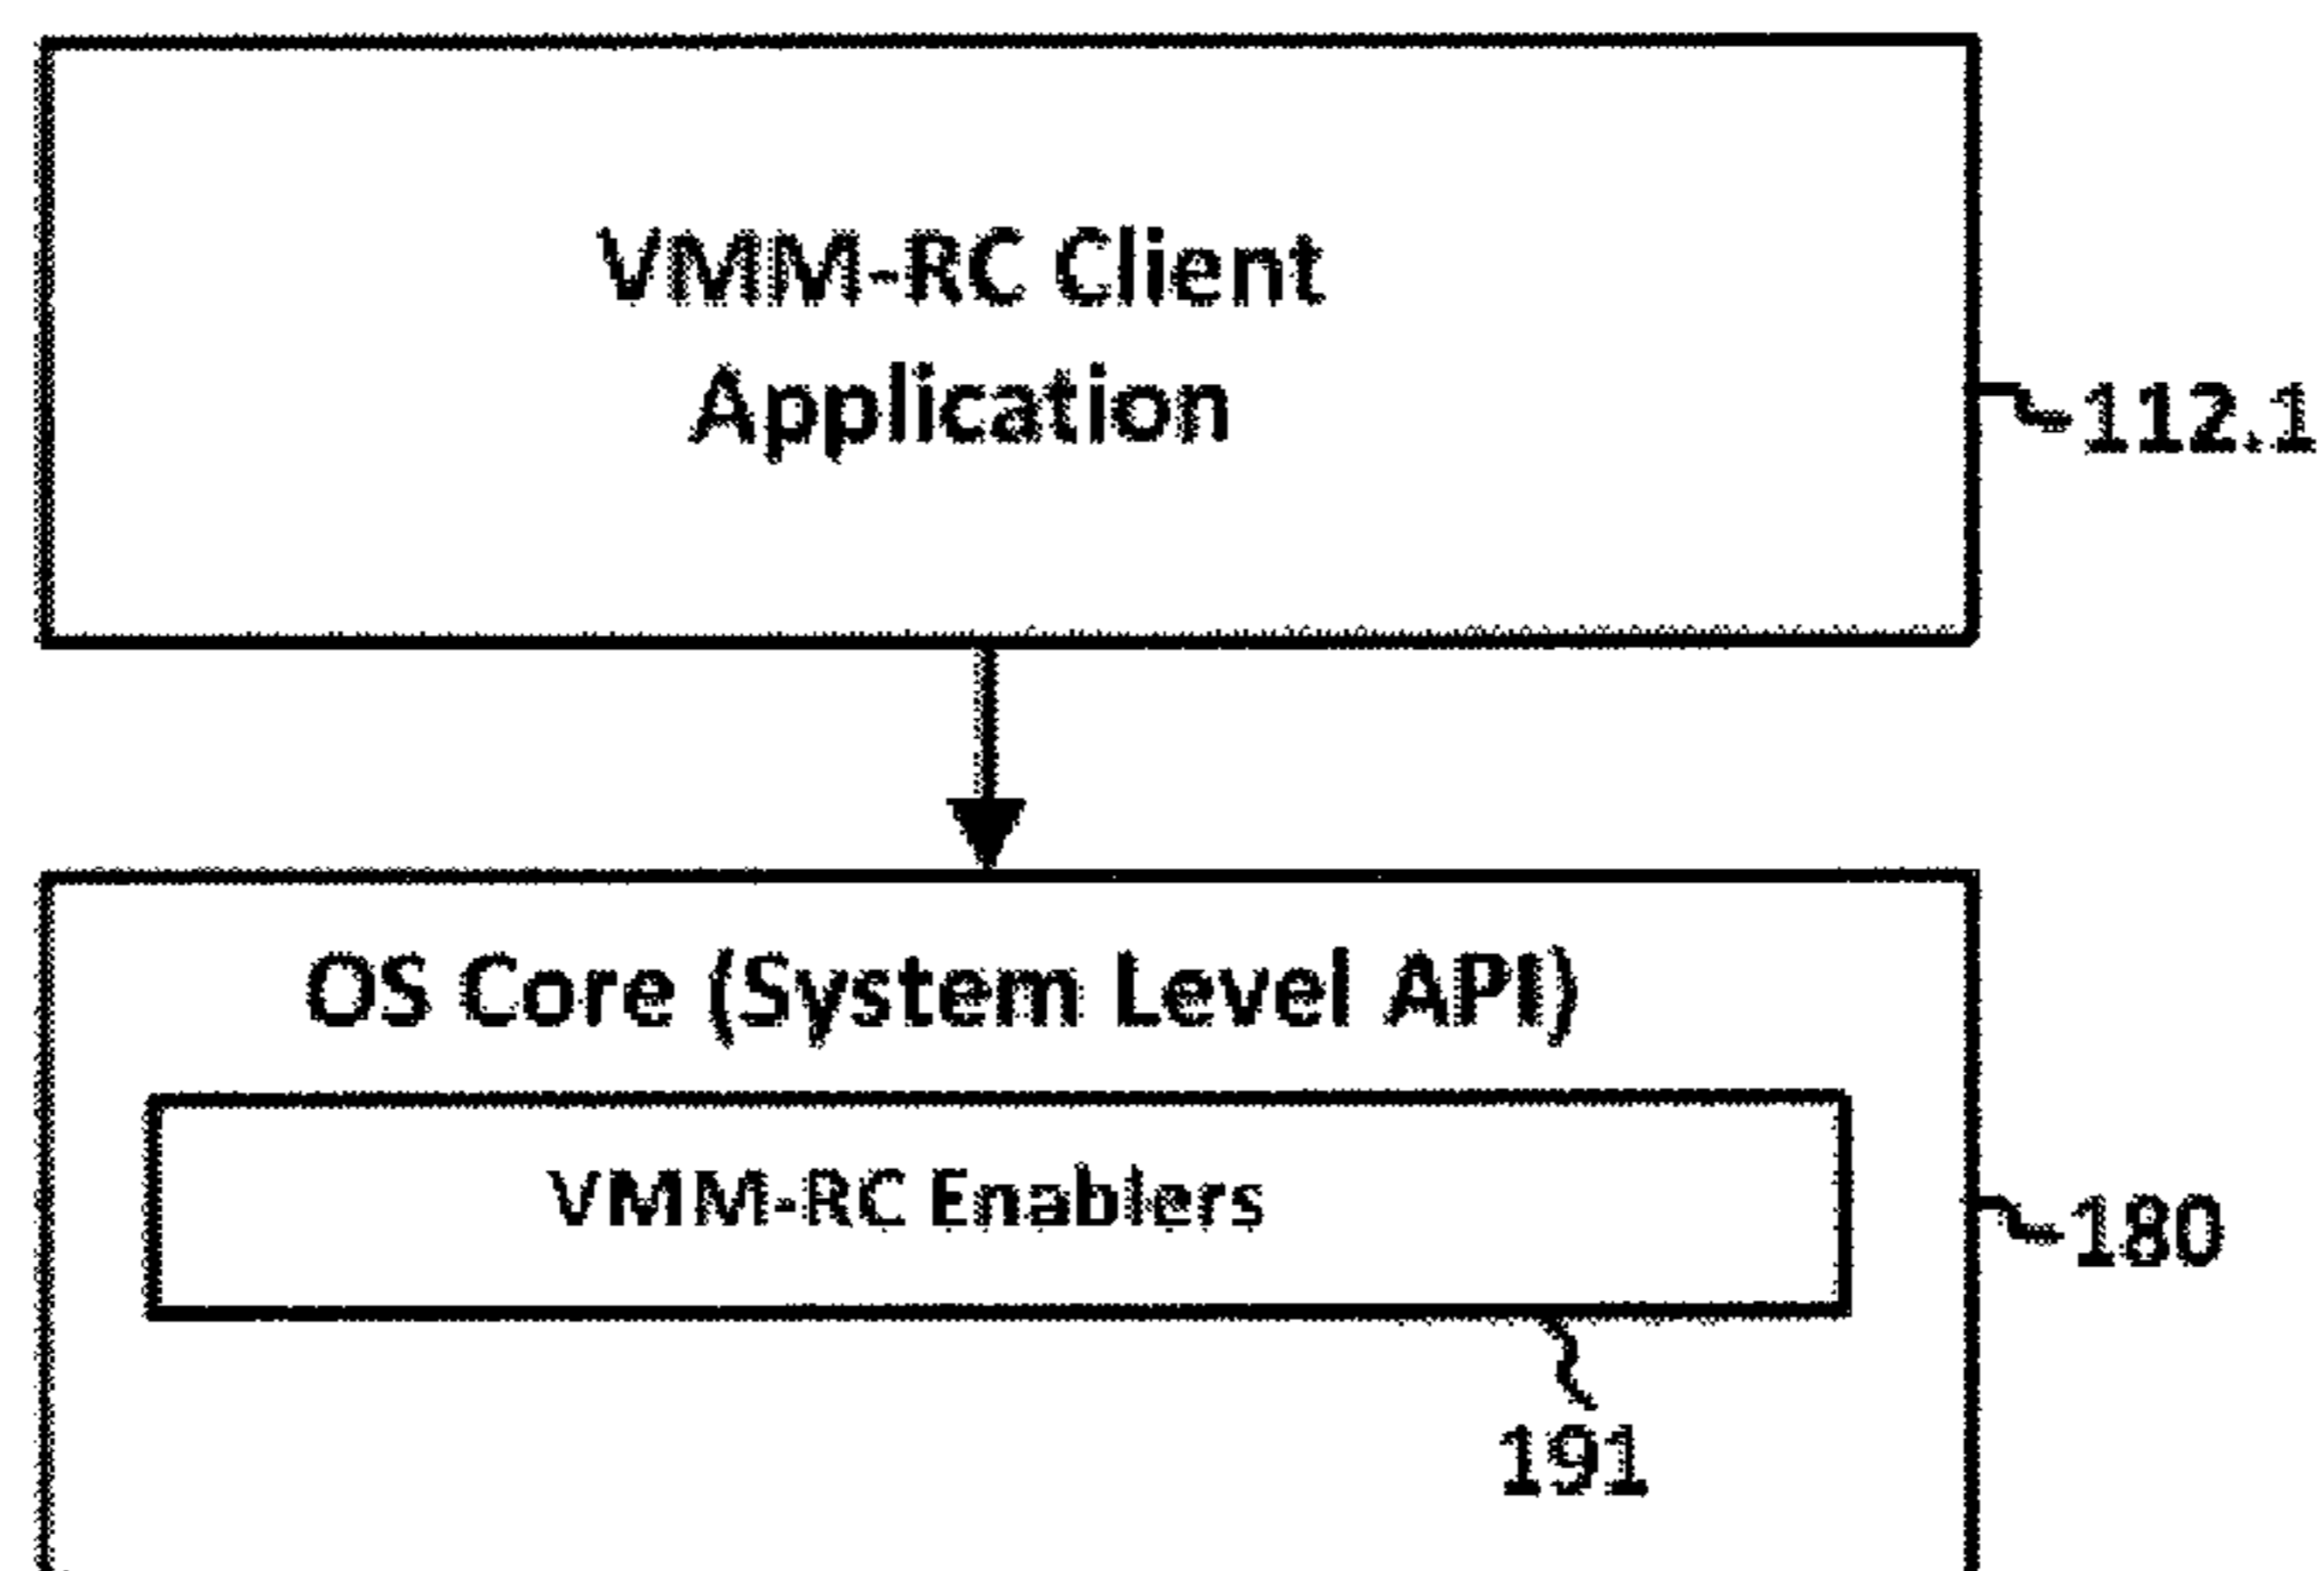 VMM-RC Client
Application
112.1
OS Core (System Level API)
VMM-RC Enablers
180
191